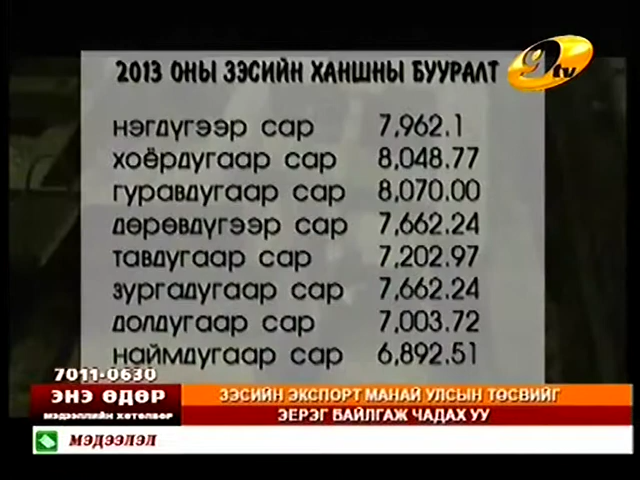 2013 ОНЫ ЗЭСИЙН ХАНШНЫ БУУРАЛТ
9tv
нэгдүгээр сар 7,962.1
хоёрдугаар сар 8,048.77
гуравдугаар сар 8,070.00
дөрөвдүгээр сар 7,662.24
тавдугаар сар 7,202.97
зургадугаар сар 7,662.24
долдугаар сар 7,003.72
наймдугаар сар 6,892.51
7011-0630
ЭНЭ ӨДӨР
МЭДЭЭЛЛИЙН ХӨТӨЛБӨР
ЗЭСИЙН ЭКСПОРТ МАНАЙ УЛСЫН ТӨСВИЙГ
ЭЕРЭГ БАЙЛГАЖ ЧАДАХ УУ
МЭДЭЭЛЭЛ